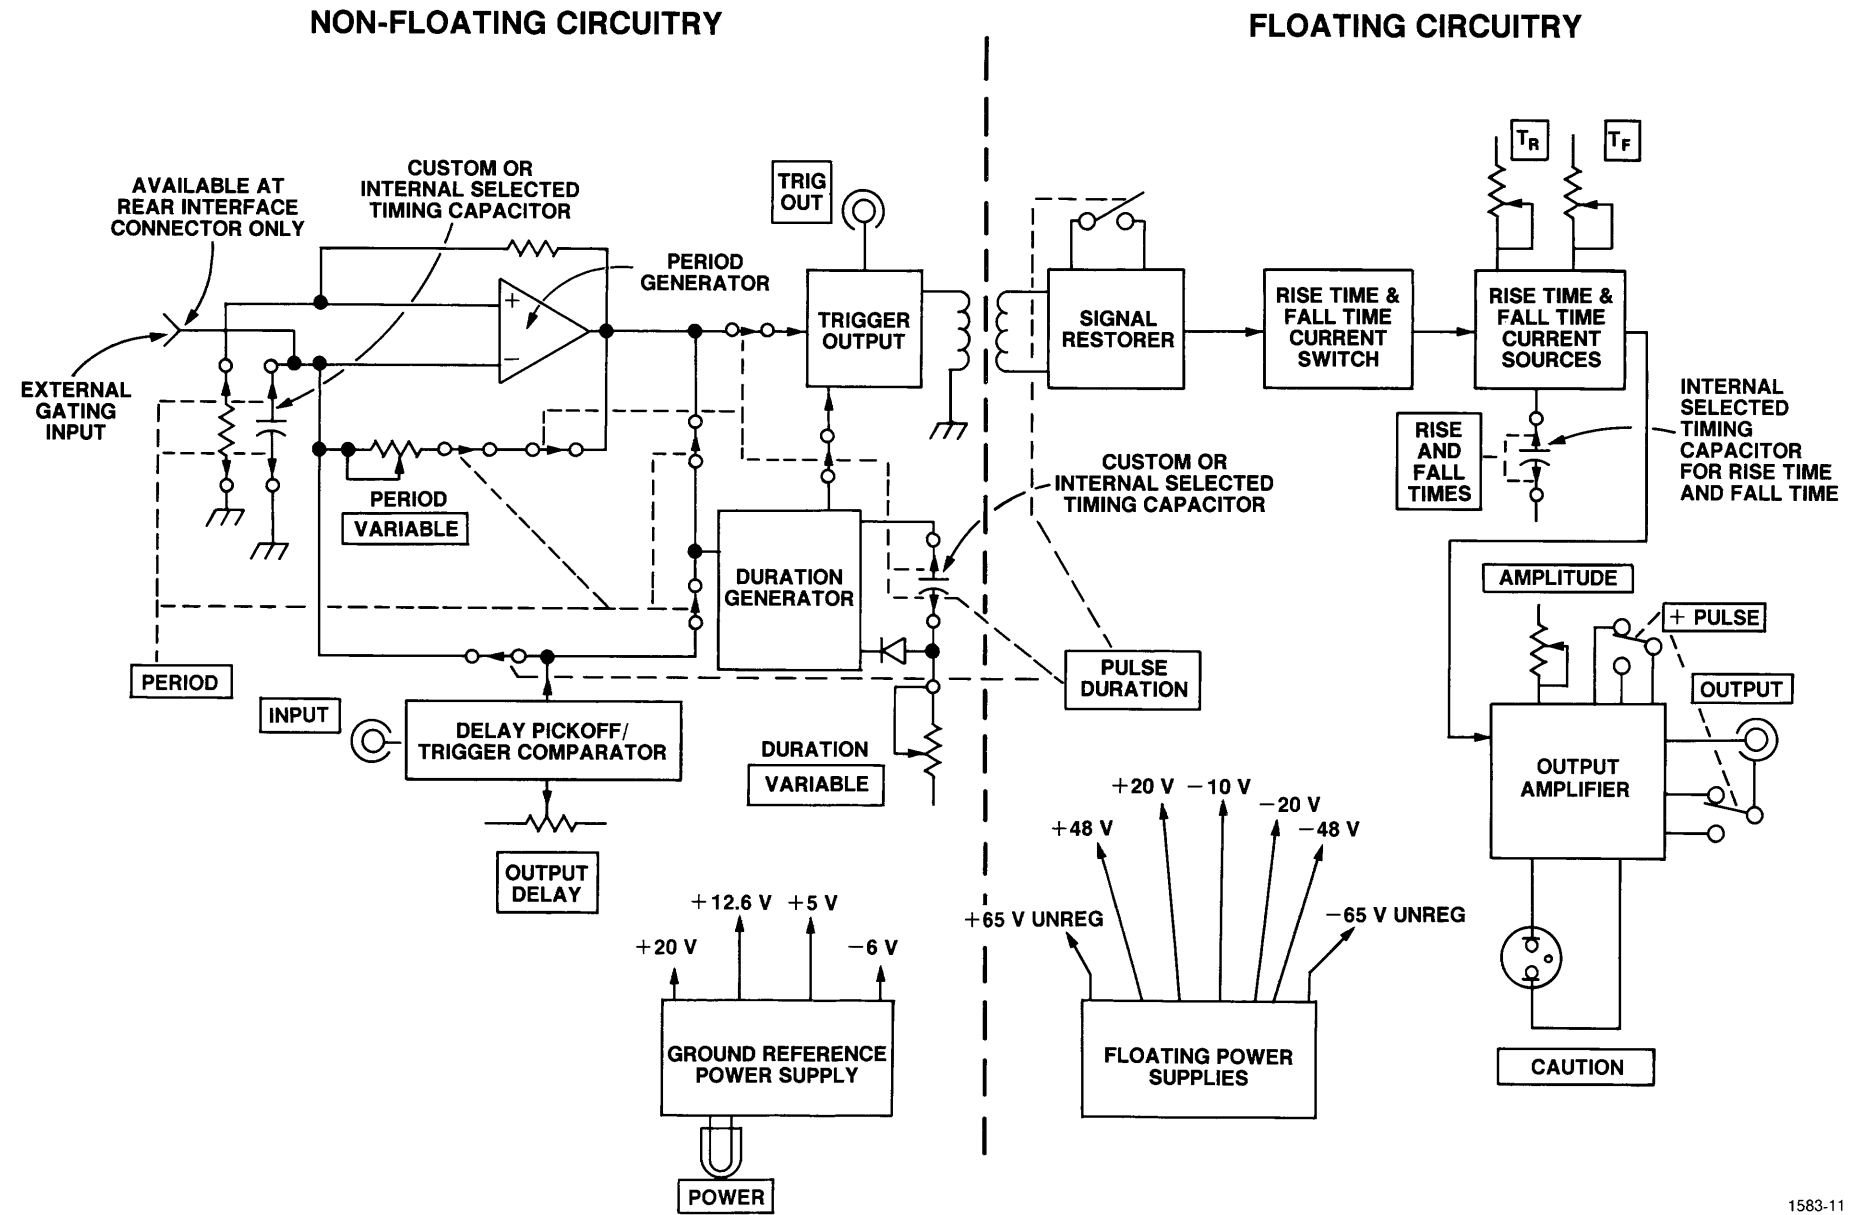 NON-FLOATING CIRCUITRY
FLOATING CIRCUITRY
AVAILABLE AT
REAR INTERFACE
CONNECTOR ONLY
CUSTOM OR
INTERNAL SELECTED
TIMING CAPACITOR
TRIG
OUT
TR
TF
PERIOD
GENERATOR
+
−
TRIGGER
OUTPUT
SIGNAL
RESTORER
RISE TIME &
FALL TIME
CURRENT
SWITCH
RISE TIME &
FALL TIME
CURRENT
SOURCES
EXTERNAL
GATING
INPUT
PERIOD
VARIABLE
CUSTOM OR
INTERNAL SELECTED
TIMING CAPACITOR
RISE
AND
FALL
TIMES
INTERNAL
SELECTED
TIMING
CAPACITOR
FOR RISE TIME
AND FALL TIME
DURATION
GENERATOR
AMPLITUDE
+ PULSE
PERIOD
PULSE
DURATION
OUTPUT
INPUT
DELAY PICKOFF/
TRIGGER COMPARATOR
DURATION
VARIABLE
OUTPUT
AMPLIFIER
OUTPUT
DELAY
+65 V UNREG
+48 V
+20 V
−10 V
−20 V
−48 V
−65 V UNREG
+20 V
+12.6 V
+5 V
−6 V
GROUND REFERENCE
POWER SUPPLY
FLOATING POWER
SUPPLIES
CAUTION
POWER
1583-11